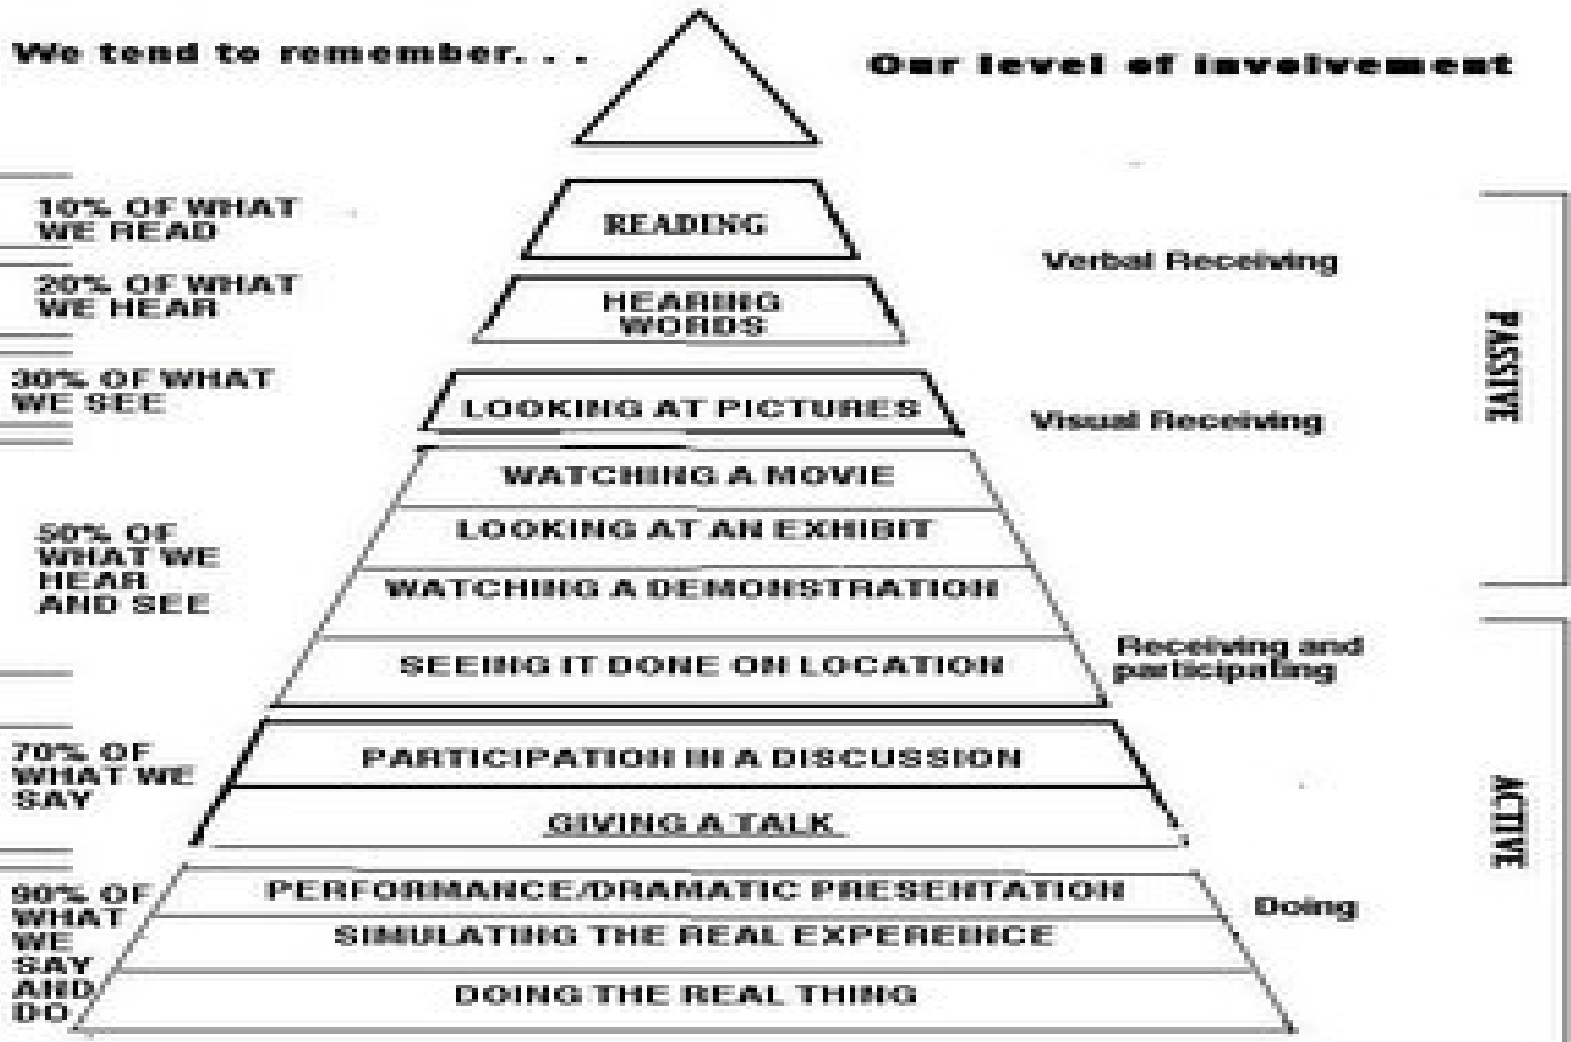 We tend to remember. . .
Our level of involvement
10% OF WHAT
WE READ
READING
Verbal Receiving
20% OF WHAT
WE HEAR
HEARING
WORDS
30% OF WHAT
WE SEE
LOOKING AT PICTURES
Visual Receiving
PASSIVE
WATCHING A MOVIE
50% OF
WHAT WE
HEAR
AND SEE
LOOKING AT AN EXHIBIT
WATCHING A DEMONSTRATION
SEEING IT DONE ON LOCATION
Receiving and
participating
70% OF
WHAT WE
SAY
PARTICIPATION IN A DISCUSSION
GIVING A TALK
ACTIVE
90% OF
WHAT
WE
SAY
AND
DO
PERFORMANCE/DRAMATIC PRESENTATION
SIMULATING THE REAL EXPEREINCE
DOING THE REAL THING
Doing